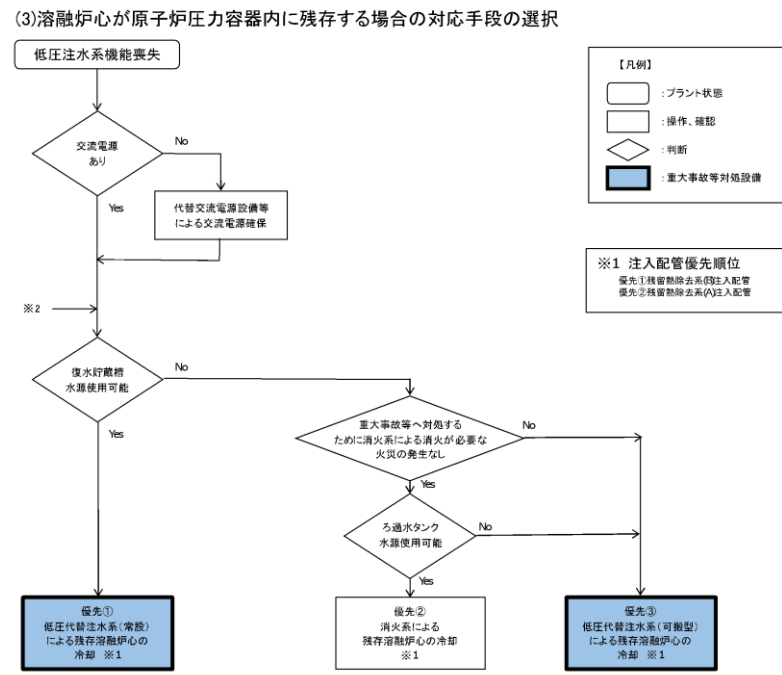 (3)溶融炉心が原子炉圧力容器内に残存する場合の対応手段の選択
低圧注水系機能喪失
交流電源
あり
No
Yes
代替交流電源設備等
による交流電源確保
※2
復水貯蔵槽
水源使用可能
No
Yes
重大事故等へ対処する
ために消火系による消火が必要な
火災の発生なし
No
Yes
ろ過水タンク
水源使用可能
No
Yes
優先①
低圧代替注水系(常設)
による残存溶融炉心の
冷却 ※1
優先②
消火系による
残存溶融炉心の冷却
※1
優先③
低圧代替注水系(可搬型)
による残存溶融炉心の
冷却 ※1
【凡例】
:プラント状態
:操作、確認
:判断
:重大事故等対処設備
※1 注入配管優先順位
優先①残留熱除去系(B)注入配管
優先②残留熱除去系(A)注入配管